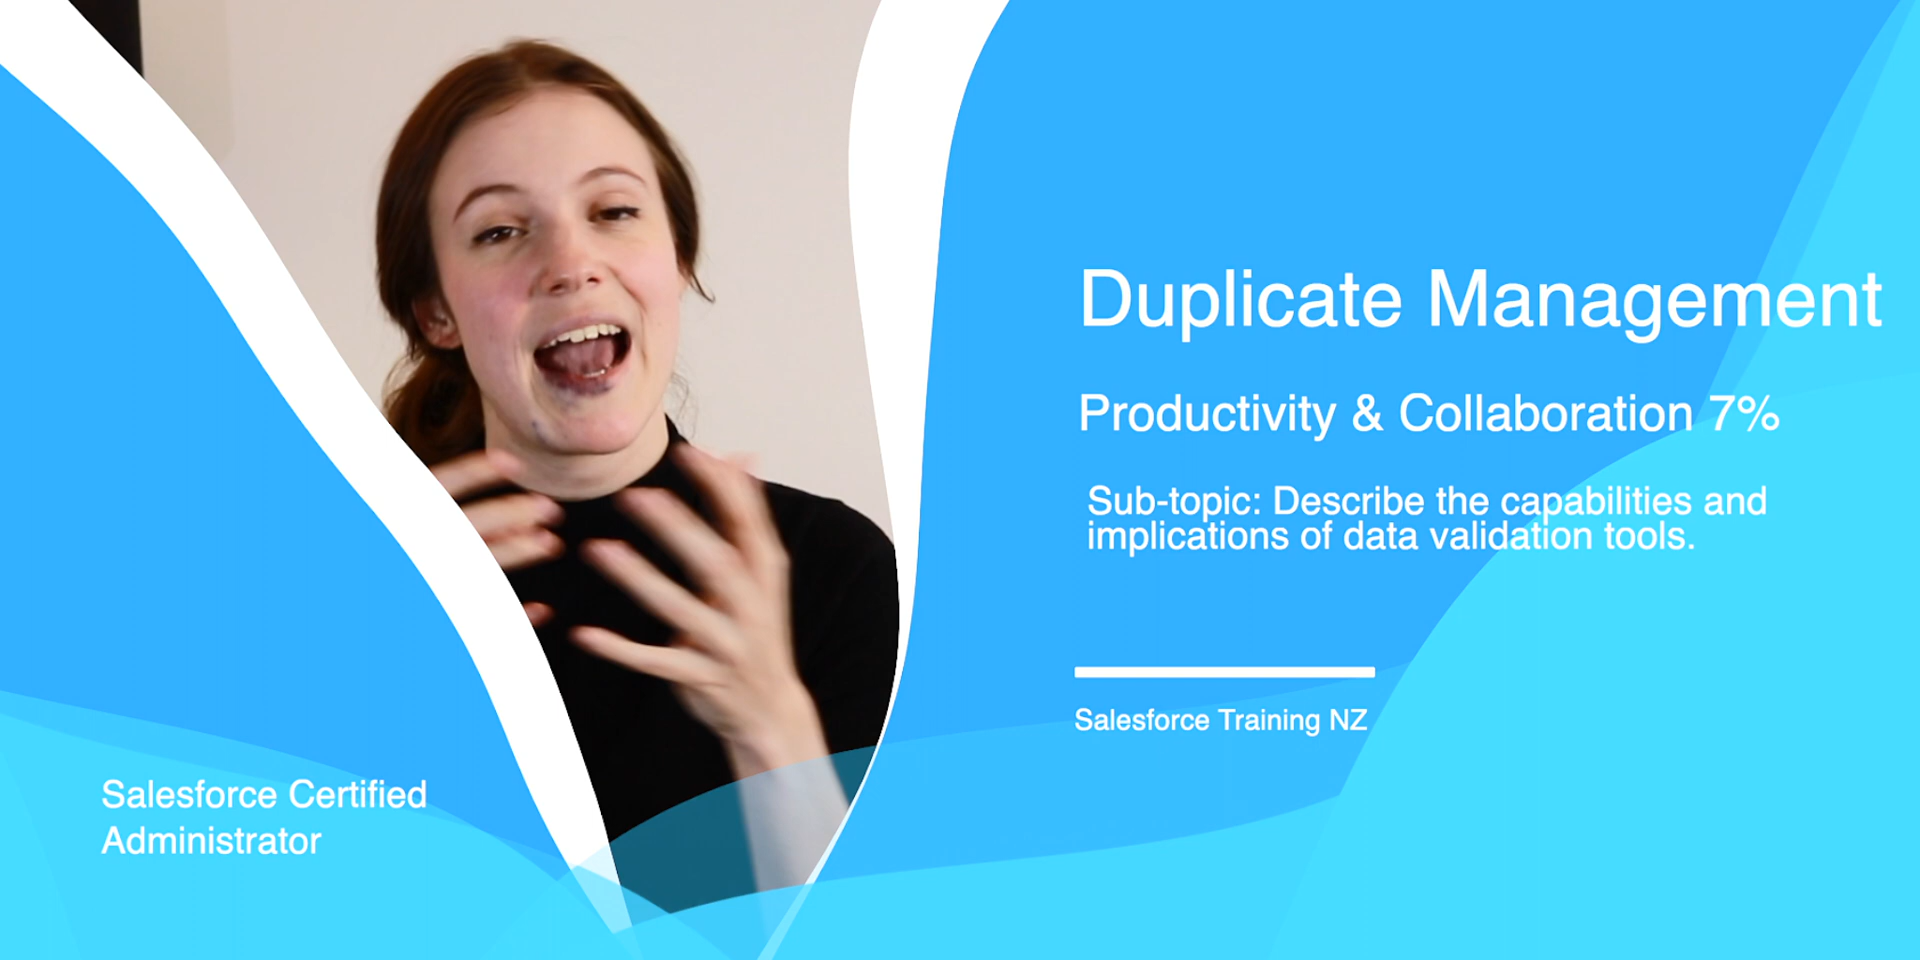 Duplicate Management
Productivity & Collaboration 7%
Sub-topic: Describe the capabilities and
implications of data validation tools.
Salesforce Training NZ
Salesforce Certified
Administrator